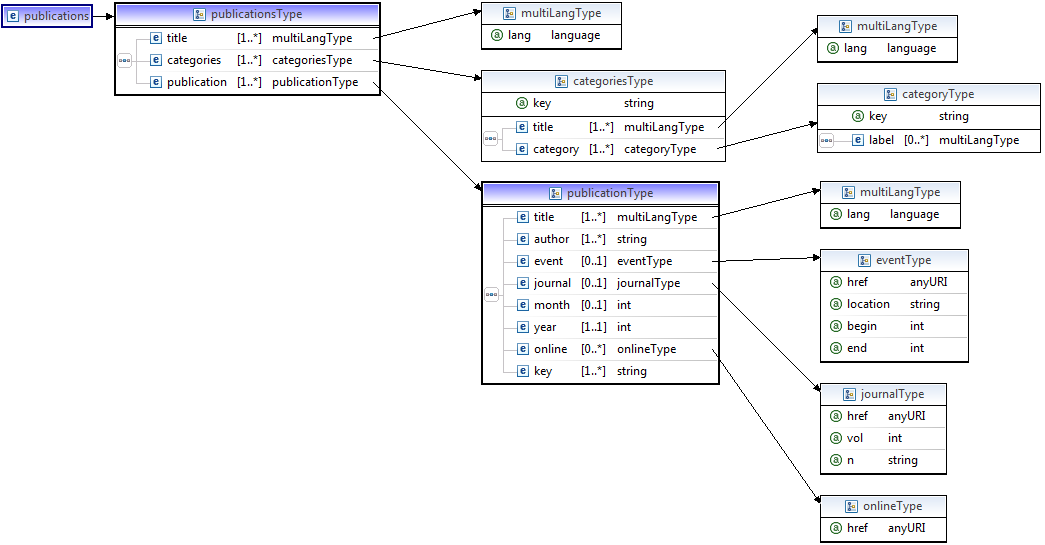 publications
publicationsType
title [1..*] multiLangType
categories [1..*] categoriesType
publication [1..*] publicationType
multiLangType
lang language
categoriesType
key string
title [1..*] multiLangType
category [1..*] categoryType
multiLangType
lang language
categoryType
key string
label [0..*] multiLangType
publicationType
title [1..*] multiLangType
author [1..*] string
event [0..1] eventType
journal [0..1] journalType
month [0..1] int
year [1..1] int
online [0..*] onlineType
key [1..*] string
multiLangType
lang language
eventType
href anyURI
location string
begin int
end int
journalType
href anyURI
vol int
n string
onlineType
href anyURI